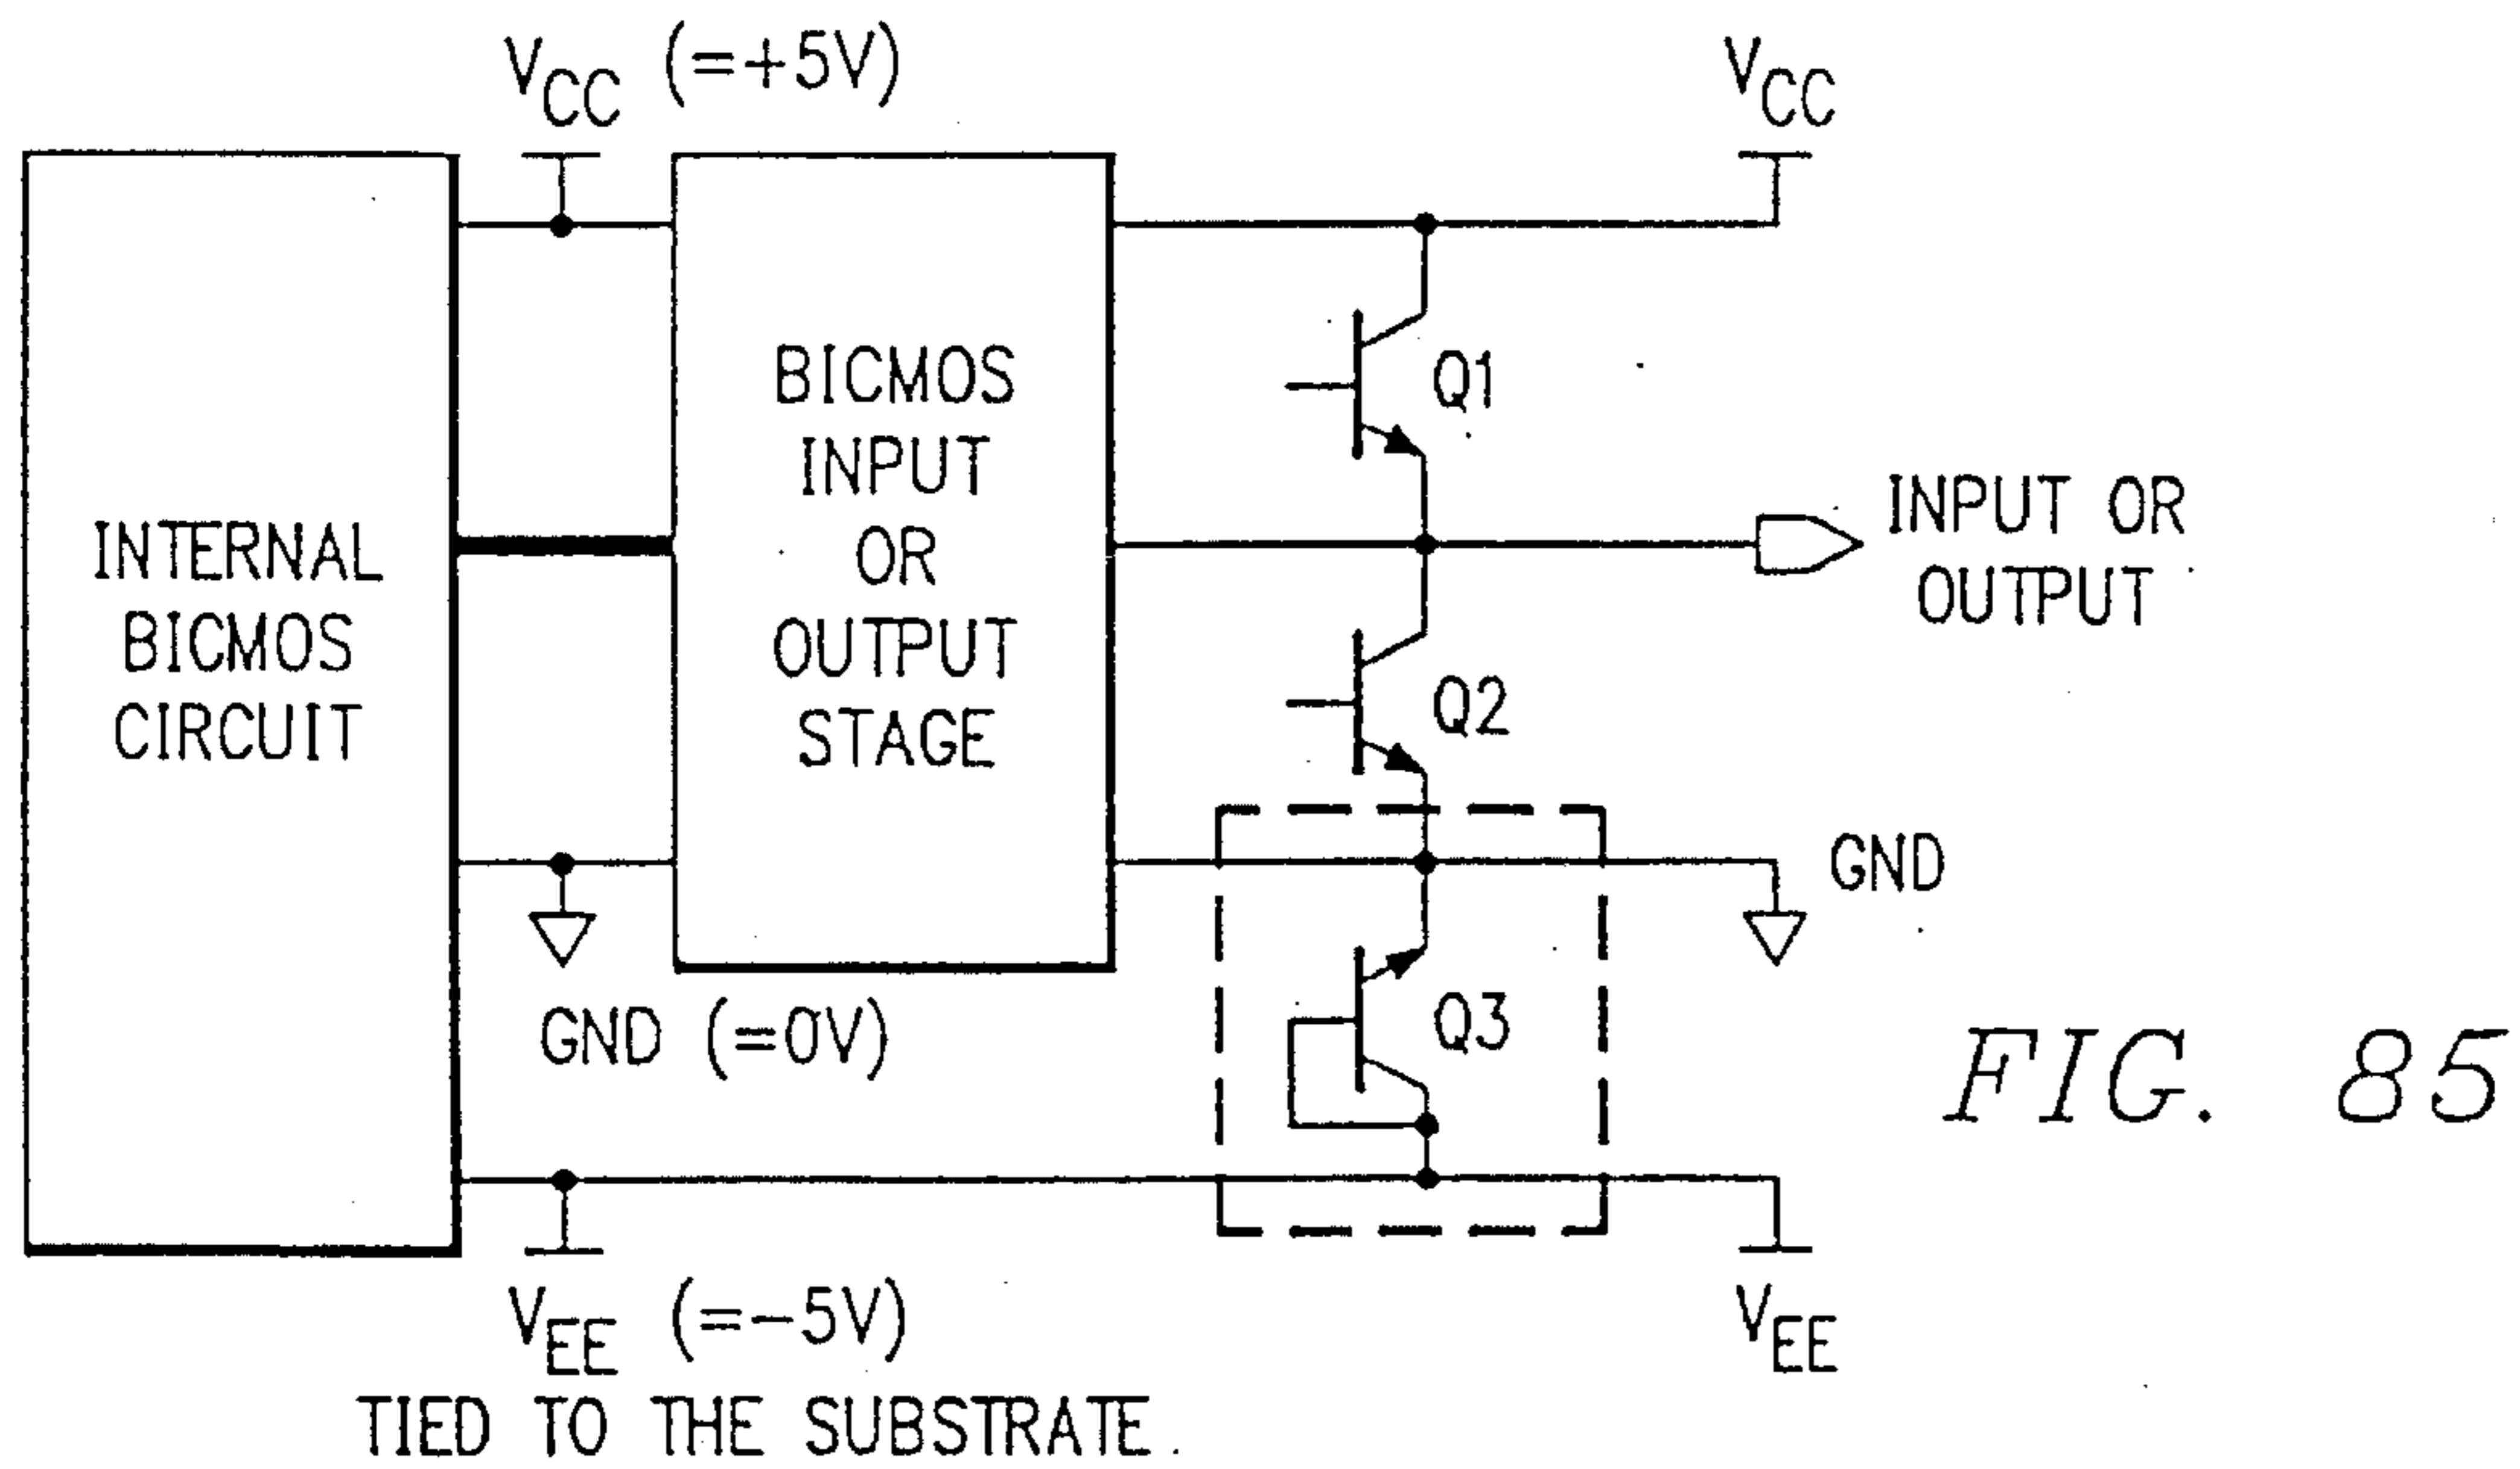 VCC (=+5V)
VCC
INTERNAL
BICMOS
CIRCUIT
BICMOS
INPUT
OR
OUTPUT
STAGE
Q1
INPUT OR
OUTPUT
Q2
GND
GND (=0V)
Q3
FIG. 85
VEE (=-5V)
TIED TO THE SUBSTRATE
VEE